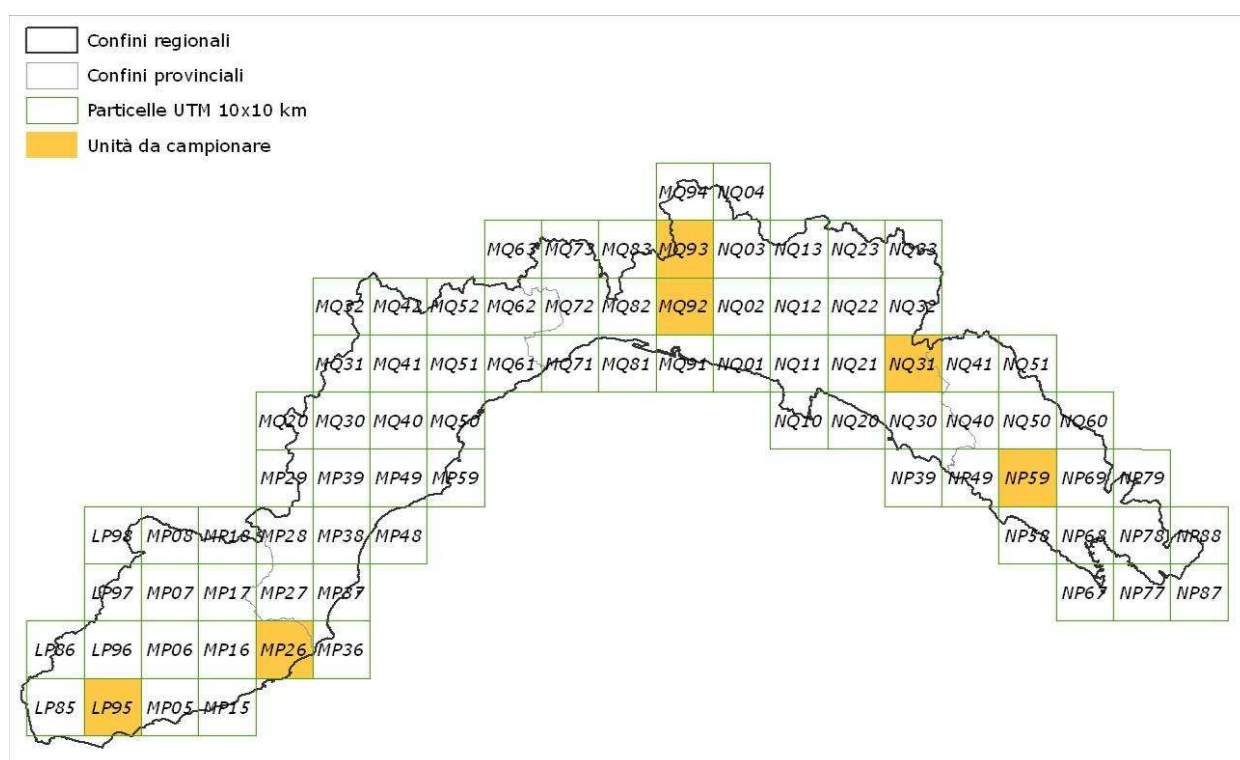 Confini regionali
Confini provinciali
Particelle UTM 10x10 km
Unità da campionare
MQ94 NQ04
MQ63 MQ73 MQ83 MQ93 NQ03 NQ13 NQ23 NQ33
MQ32 MQ42 MQ52 MQ62 MQ72 MQ82 MQ92 NQ02 NQ12 NQ22 NQ32
MQ31 MQ41 MQ51 MQ61 MQ71 MQ81 MQ91 NQ01 NQ11 NQ21 NQ31 NQ41 NQ51
MQ20 MQ30 MQ40 MQ50 NQ10 NQ20 NQ30 NQ40 NQ50 NQ60
MP29 MP39 MP49 MP59 NP39 NP49 NP59 NP69 NP79
LP98 MP08 MP18 MP28 MP38 MP48 NP58 NP68 NP78 NP88
LP97 MP07 MP17 MP27 MP37 NP67 NP77 NP87
LP86 LP96 MP06 MP16 MP26 MP36
LP85 LP95 MP05 MP15